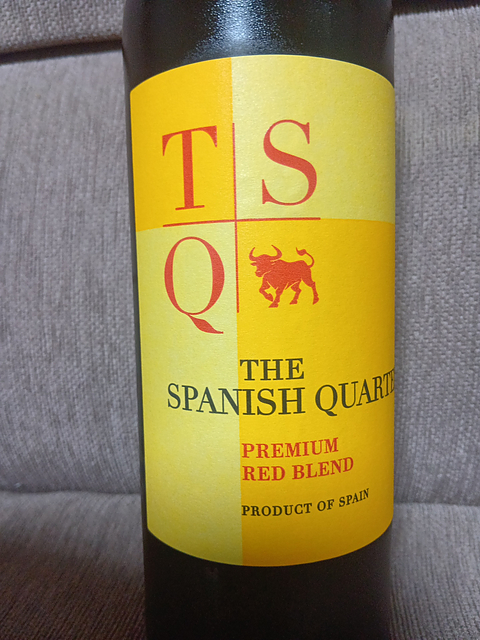 T S
Q
THE
SPANISH QUARTE
PREMIUM
RED BLEND
PRODUCT OF SPAIN